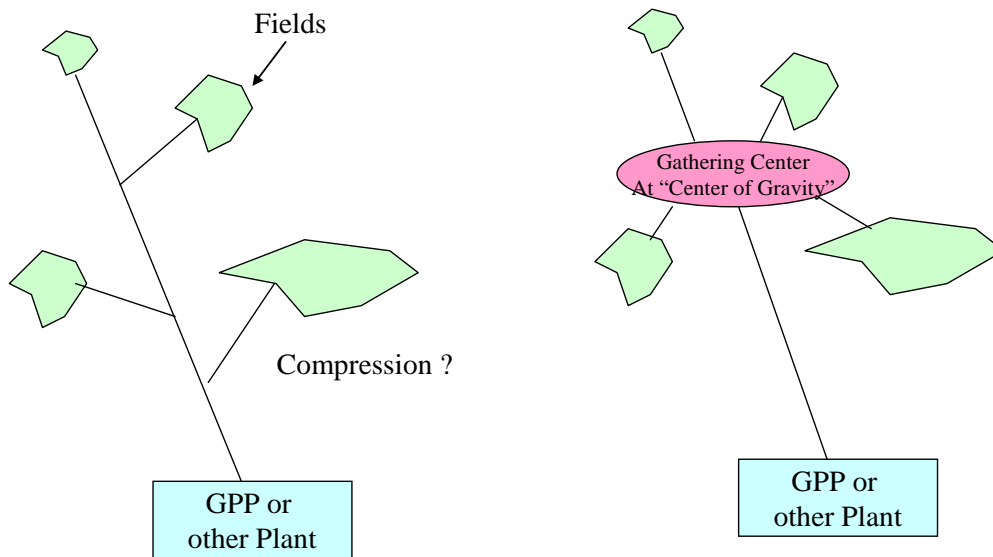 Fields
Gathering Center
At “Center of Gravity”
Compression ?
GPP or
other Plant
GPP or
other Plant